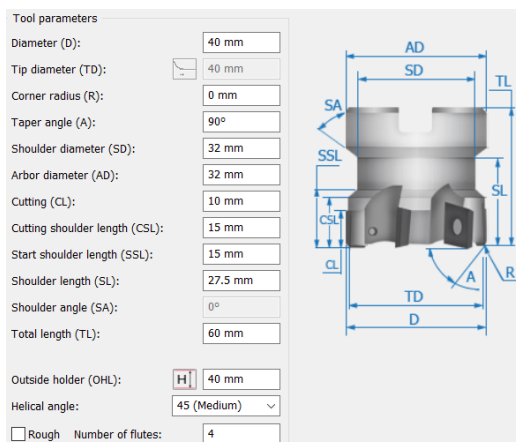 Tool parameters
Diameter (D): 40 mm
Tip diameter (TD): 40 mm
Corner radius (R): 0 mm
Taper angle (A): 90º
Shoulder diameter (SD): 32 mm
Arbor diameter (AD): 32 mm
Cutting (CL): 10 mm
Cutting shoulder length (CSL): 15 mm
Start shoulder length (SSL): 15 mm
Shoulder length (SL): 27.5 mm
Shoulder angle (SA): 0º
Total length (TL): 60 mm
Outside holder (OHL): H 40 mm
Helical angle: 45 (Medium)
Rough Number of flutes: 4
AD
SD
TL
SA
SSL
SL
CSL
CL
A
R
TD
D